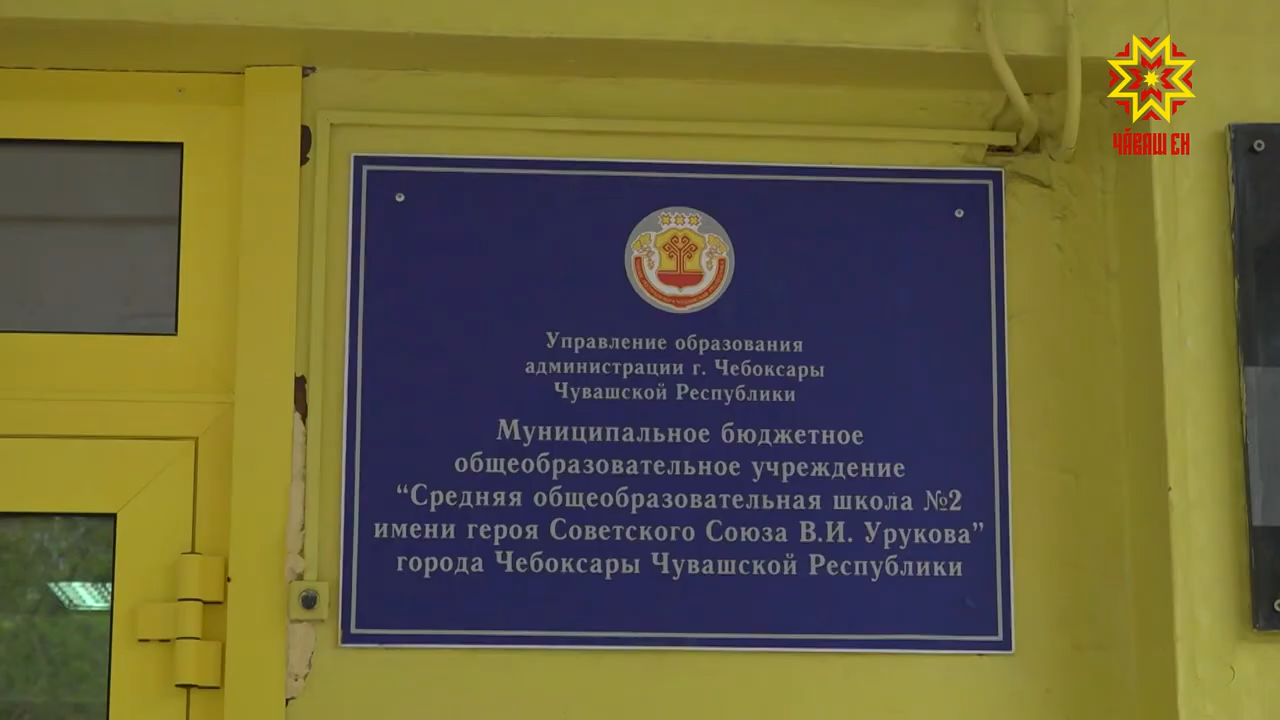 ЧӐВАШ ЕН
Управление образования
администрации г. Чебоксары
Чувашской Республики
Муниципальное бюджетное
общеобразовательное учреждение
“Средняя общеобразовательная школа №2
имени героя Советского Союза В.И. Урукова”
города Чебоксары Чувашской Республики